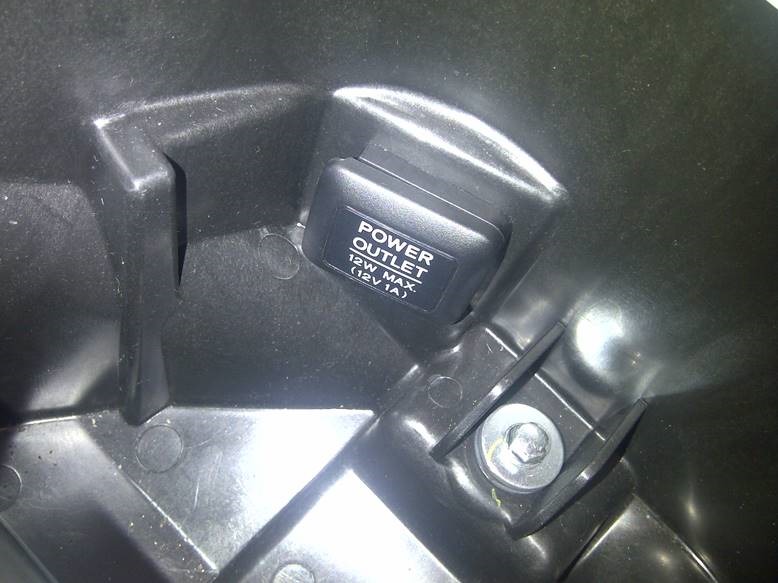 POWER
OUTLET
12W MAX.
(12V 1A)